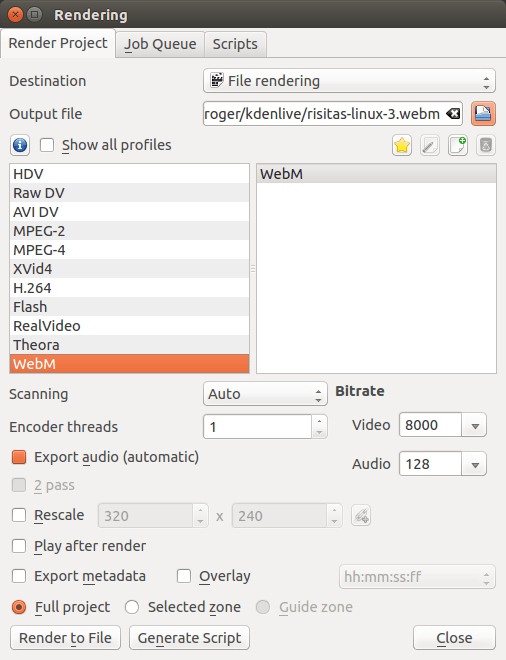 Rendering
Render Project
Job Queue
Scripts
Destination
File rendering
Output file
roger/kdenlive/risitas-linux-3.webm
Show all profiles
HDV
Raw DV
AVI DV
MPEG-2
MPEG-4
XVid4
H.264
Flash
RealVideo
Theora
WebM
WebM
Scanning
Auto
Bitrate
Encoder threads
1
Video
8000
Export audio (automatic)
Audio
128
2 pass
Rescale
320
x
240
Play after render
Export metadata
Overlay
hh:mm:ss:ff
Full project
Selected zone
Guide zone
Render to File
Generate Script
Close